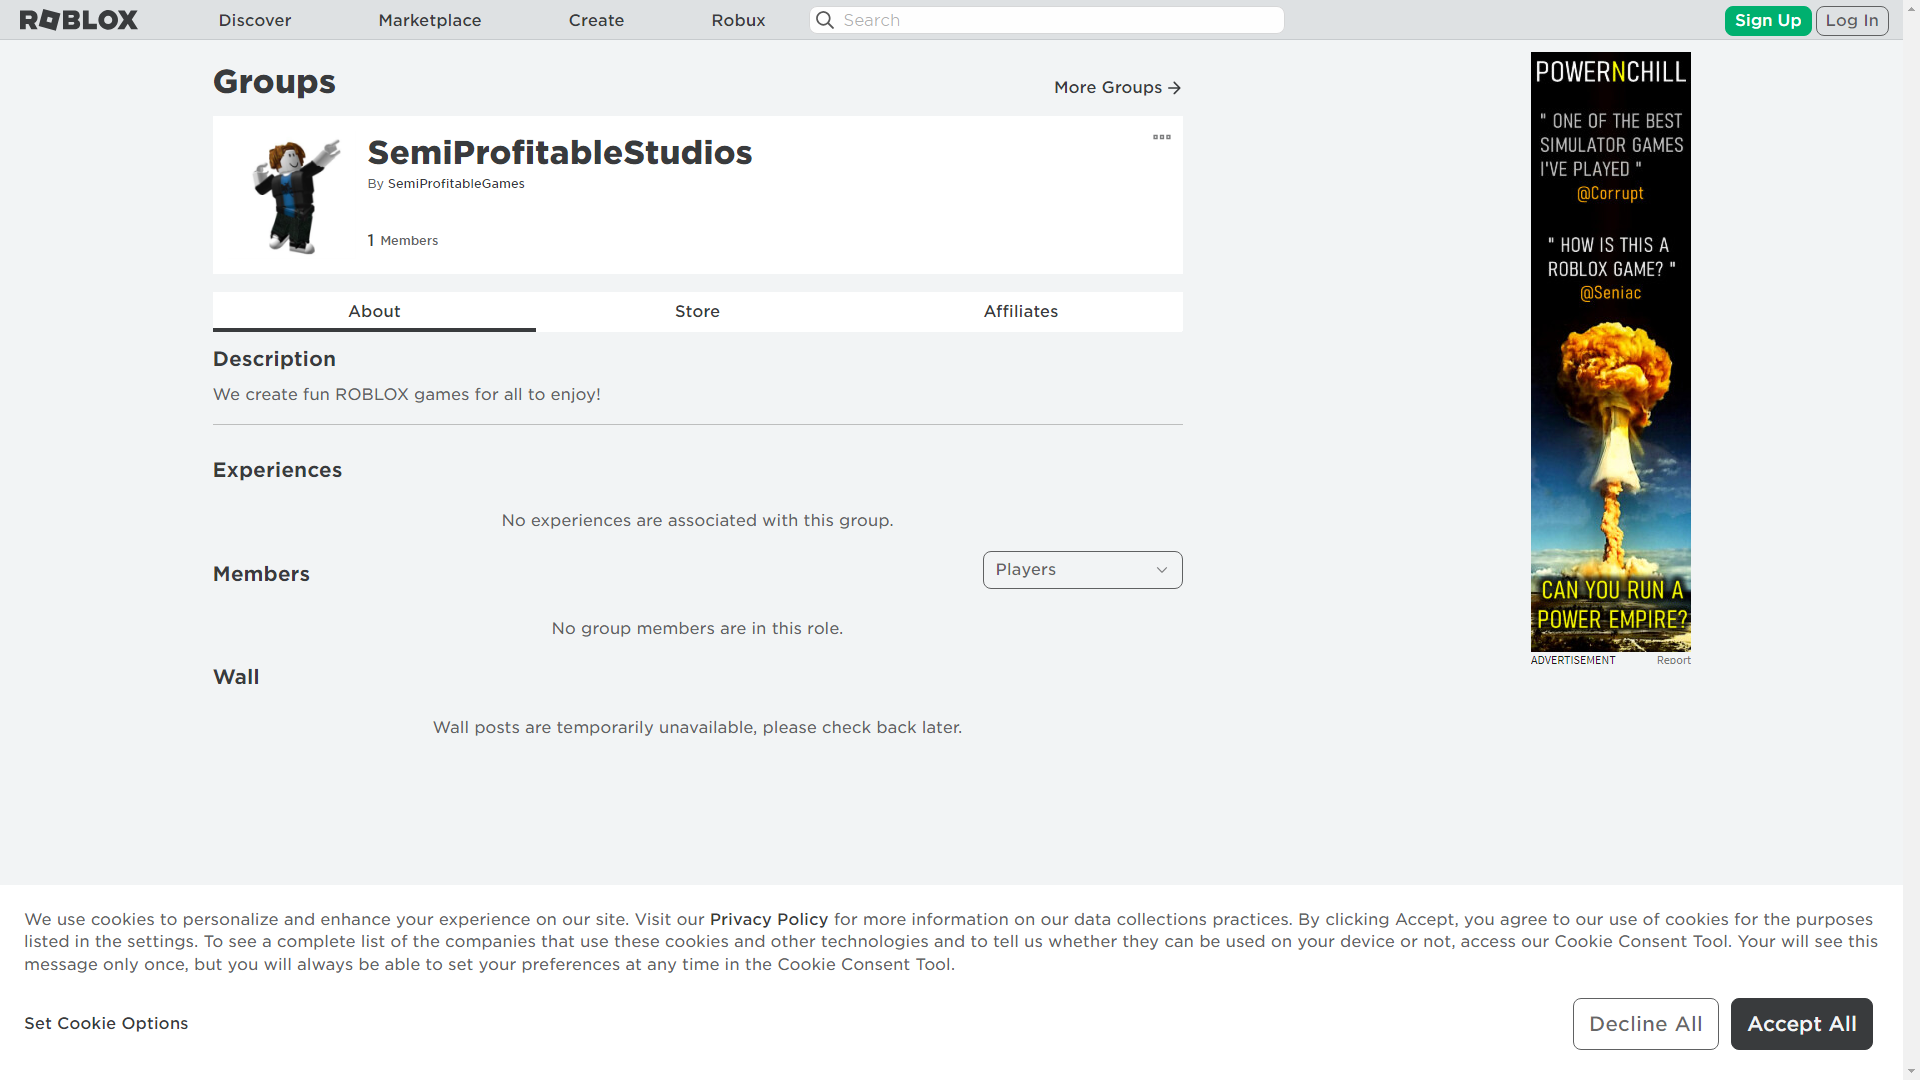 ROBLOX
Discover
Marketplace
Create
Robux
Search
Sign Up
Log In
Groups
More Groups
SemiProfitableStudios
By SemiProfitableGames
1 Members
About
Store
Affiliates
Description
We create fun ROBLOX games for all to enjoy!
Experiences
No experiences are associated with this group.
Members
Players
No group members are in this role.
Wall
Wall posts are temporarily unavailable, please check back later.
POWERNCHILL
" ONE OF THE BEST
SIMULATOR GAMES
I'VE PLAYED "
@Corrupt
" HOW IS THIS A
ROBLOX GAME? "
@Seniac
CAN YOU RUN A
POWER EMPIRE?
ADVERTISEMENT
Report
We use cookies to personalize and enhance your experience on our site. Visit our Privacy Policy for more information on our data collections practices. By clicking Accept, you agree to our use of cookies for the purposes
listed in the settings. To see a complete list of the companies that use these cookies and other technologies and to tell us whether they can be used on your device or not, access our Cookie Consent Tool. Your will see this
message only once, but you will always be able to set your preferences at any time in the Cookie Consent Tool.
Set Cookie Options
Decline All
Accept All